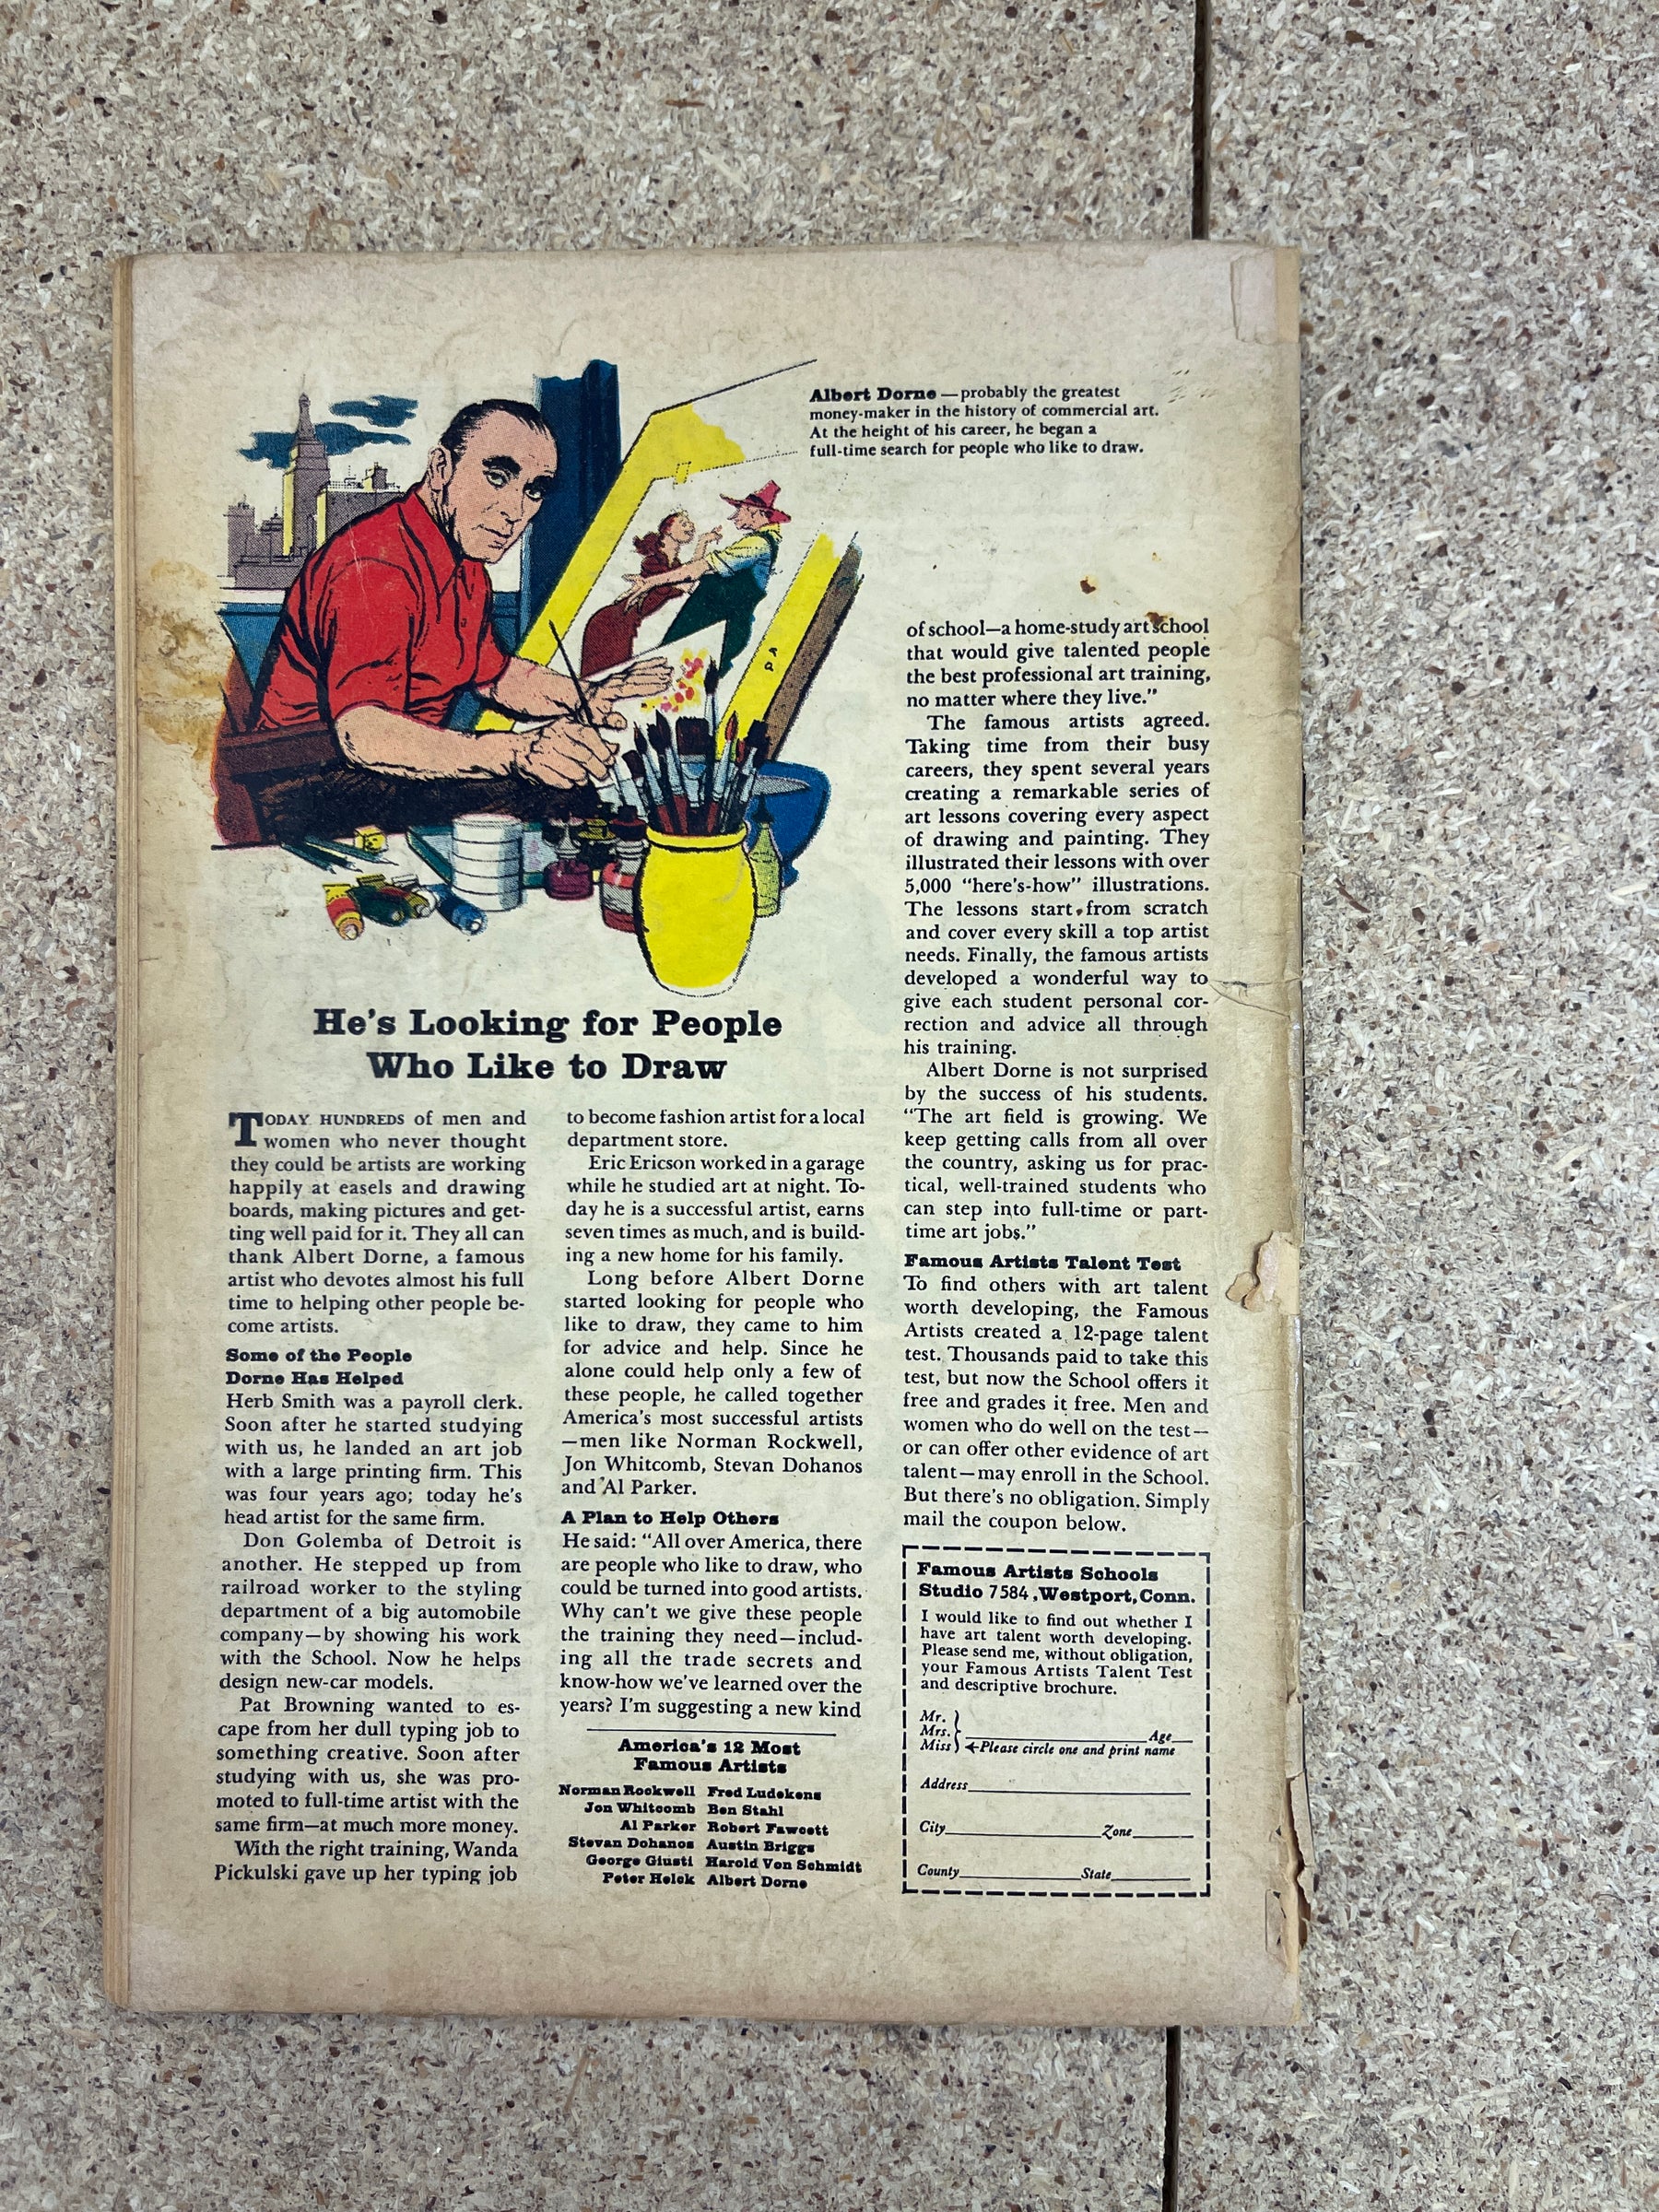 Albert Dorne — probably the greatest
money-maker in the history of commercial art.
At the height of his career, he began a
full-time search for people who like to draw.
He's Looking for People
Who Like to Draw
TODAY HUNDREDS of men and
women who never thought
they could be artists are working
happily at easels and drawing
boards, making pictures and get-
ting well paid for it. They all can
thank Albert Dorne, a famous
artist who devotes almost his full
time to helping other people be-
come artists.
Some of the People
Dorne Has Helped
Herb Smith was a payroll clerk.
Soon after he started studying
with us, he landed an art job
with a large printing firm. This
was four years ago; today he's
head artist for the same firm.
Don Golemba of Detroit is
another. He stepped up from
railroad worker to the styling
department of a big automobile
company—by showing his work
with the School. Now he helps
design new-car models.
Pat Browning wanted to es-
cape from her dull typing job to
something creative. Soon after
studying with us, she was pro-
moted to full-time artist with the
same firm—at much more money.
With the right training, Wanda
Pickulski gave up her typing job
to become fashion artist for a local
department store.
Eric Ericson worked in a garage
while he studied art at night. To-
day he is a successful artist, earns
seven times as much, and is build-
ing a new home for his family.
Long before Albert Dorne
started looking for people who
like to draw, they came to him
for advice and help. Since he
alone could help only a few of
these people, he called together
America's most successful artists
—men like Norman Rockwell,
Jon Whitcomb, Stevan Dohanos
and Al Parker.
A Plan to Help Others
He said: “All over America, there
are people who like to draw, who
could be turned into good artists.
Why can't we give these people
the training they need—includ-
ing all the trade secrets and
know-how we've learned over the
years? I'm suggesting a new kind
America's 12 Most
Famous Artists
Norman Rockwell Fred Ludekens
Jon Whitcomb Ben Stahl
Al Parker Robert Fawcett
Stevan Dohanos Austin Briggs
George Giusti Harold Von Schmidt
Peter Helck Albert Dorne
of school—a home-study art school
that would give talented people
the best professional art training,
no matter where they live.”
The famous artists agreed.
Taking time from their busy
careers, they spent several years
creating a remarkable series of
art lessons covering every aspect
of drawing and painting. They
illustrated their lessons with over
5,000 “here's-how” illustrations.
The lessons start from scratch
and cover every skill a top artist
needs. Finally, the famous artists
developed a wonderful way to
give each student personal cor-
rection and advice all through
his training.
Albert Dorne is not surprised
by the success of his students.
“The art field is growing. We
keep getting calls from all over
the country, asking us for prac-
tical, well-trained students who
can step into full-time or part-
time art jobs.”
Famous Artists Talent Test
To find others with art talent
worth developing, the Famous
Artists created a 12-page talent
test. Thousands paid to take this
test, but now the School offers it
free and grades it free. Men and
women who do well on the test—
or can offer other evidence of art
talent—may enroll in the School.
But there's no obligation. Simply
mail the coupon below.
Famous Artists Schools
Studio 7584, Westport, Conn.
I would like to find out whether I
have art talent worth developing.
Please send me, without obligation,
your Famous Artists Talent Test
and descriptive brochure.
Mr.
Mrs. Age
Miss ←Please circle one and print name
Address
City Zone
County State